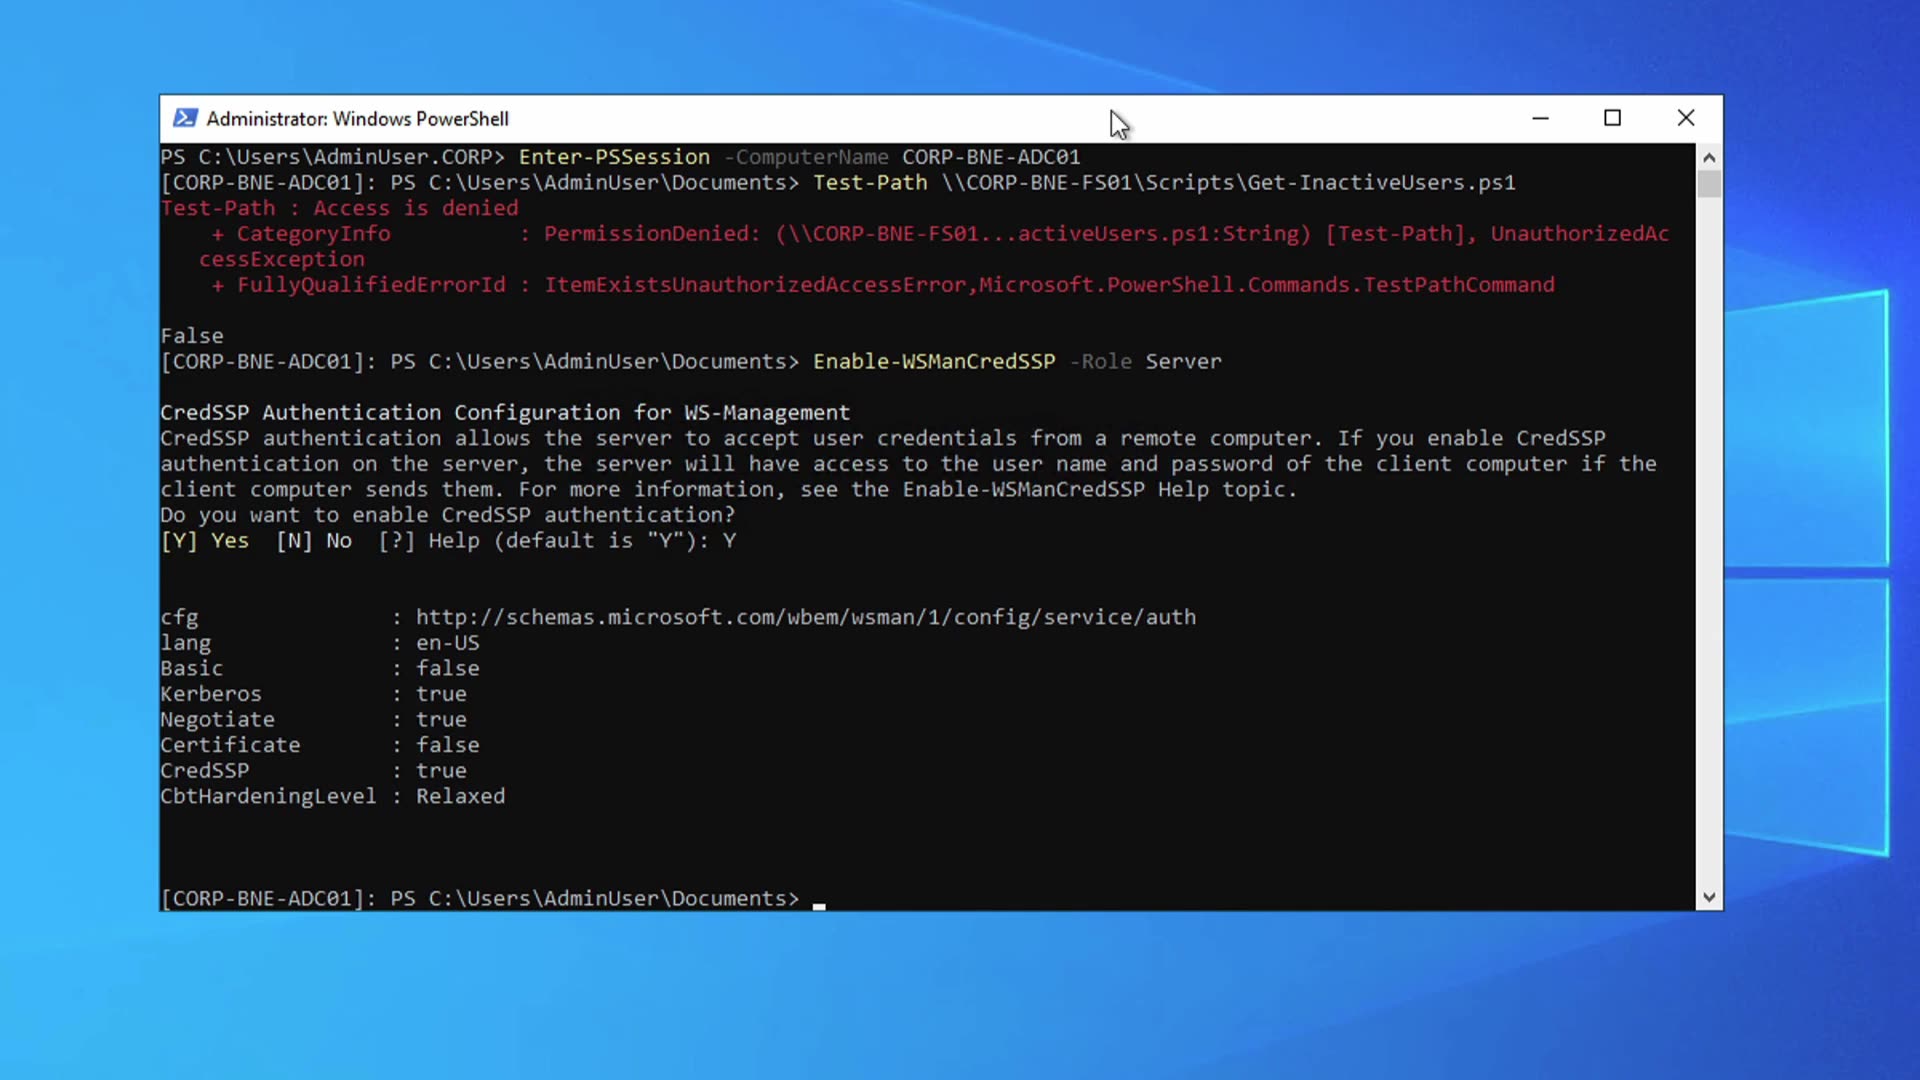 Administrator: Windows PowerShell
PS C:\Users\AdminUser.CORP> Enter-PSSession -ComputerName CORP-BNE-ADC01
[CORP-BNE-ADC01]: PS C:\Users\AdminUser\Documents> Test-Path \\CORP-BNE-FS01\Scripts\Get-InactiveUsers.ps1
Test-Path : Access is denied
    + CategoryInfo          : PermissionDenied: (\\CORP-BNE-FS01...activeUsers.ps1:String) [Test-Path], UnauthorizedAc
   cessException
    + FullyQualifiedErrorId : ItemExistsUnauthorizedAccessError,Microsoft.PowerShell.Commands.TestPathCommand
False
[CORP-BNE-ADC01]: PS C:\Users\AdminUser\Documents> Enable-WSManCredSSP -Role Server
CredSSP Authentication Configuration for WS-Management
CredSSP authentication allows the server to accept user credentials from a remote computer. If you enable CredSSP
authentication on the server, the server will have access to the user name and password of the client computer if the
client computer sends them. For more information, see the Enable-WSManCredSSP Help topic.
Do you want to enable CredSSP authentication?
[Y] Yes  [N] No  [?] Help (default is "Y"): Y
cfg               : http://schemas.microsoft.com/wbem/wsman/1/config/service/auth
lang              : en-US
Basic             : false
Kerberos          : true
Negotiate         : true
Certificate       : false
CredSSP           : true
CbtHardeningLevel : Relaxed
[CORP-BNE-ADC01]: PS C:\Users\AdminUser\Documents>